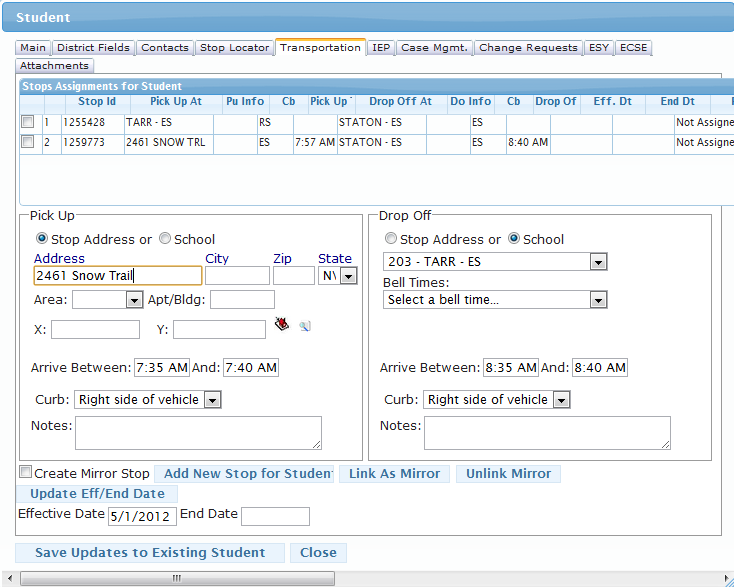 Student
Main District Fields Contacts Stop Locator Transportation IEP Case Mgmt. Change Requests ESY ECSE
Attachments
Stops Assignments for Student
Stop Id Pick Up At Pu Info Cb Pick Up Drop Off At Do Info Cb Drop Of Eff. Dt End Dt
1 1255428 TARR - ES RS STATON - ES ES Not Assigne
2 1259773 2461 SNOW TRL ES 7:57 AM STATON - ES ES 8:40 AM Not Assigne
Pick Up
Stop Address or School
Address City Zip State
2461 Snow Trail
Area: Apt/Bldg:
X: Y:
Arrive Between: 7:35 AM And: 7:40 AM
Curb: Right side of vehicle
Notes:
Drop Off
Stop Address or School
203 - TARR - ES
Bell Times:
Select a bell time...
Arrive Between: 8:35 AM And: 8:40 AM
Curb: Right side of vehicle
Notes:
Create Mirror Stop Add New Stop for Studen Link As Mirror Unlink Mirror
Update Eff/End Date
Effective Date 5/1/2012 End Date
Save Updates to Existing Student Close